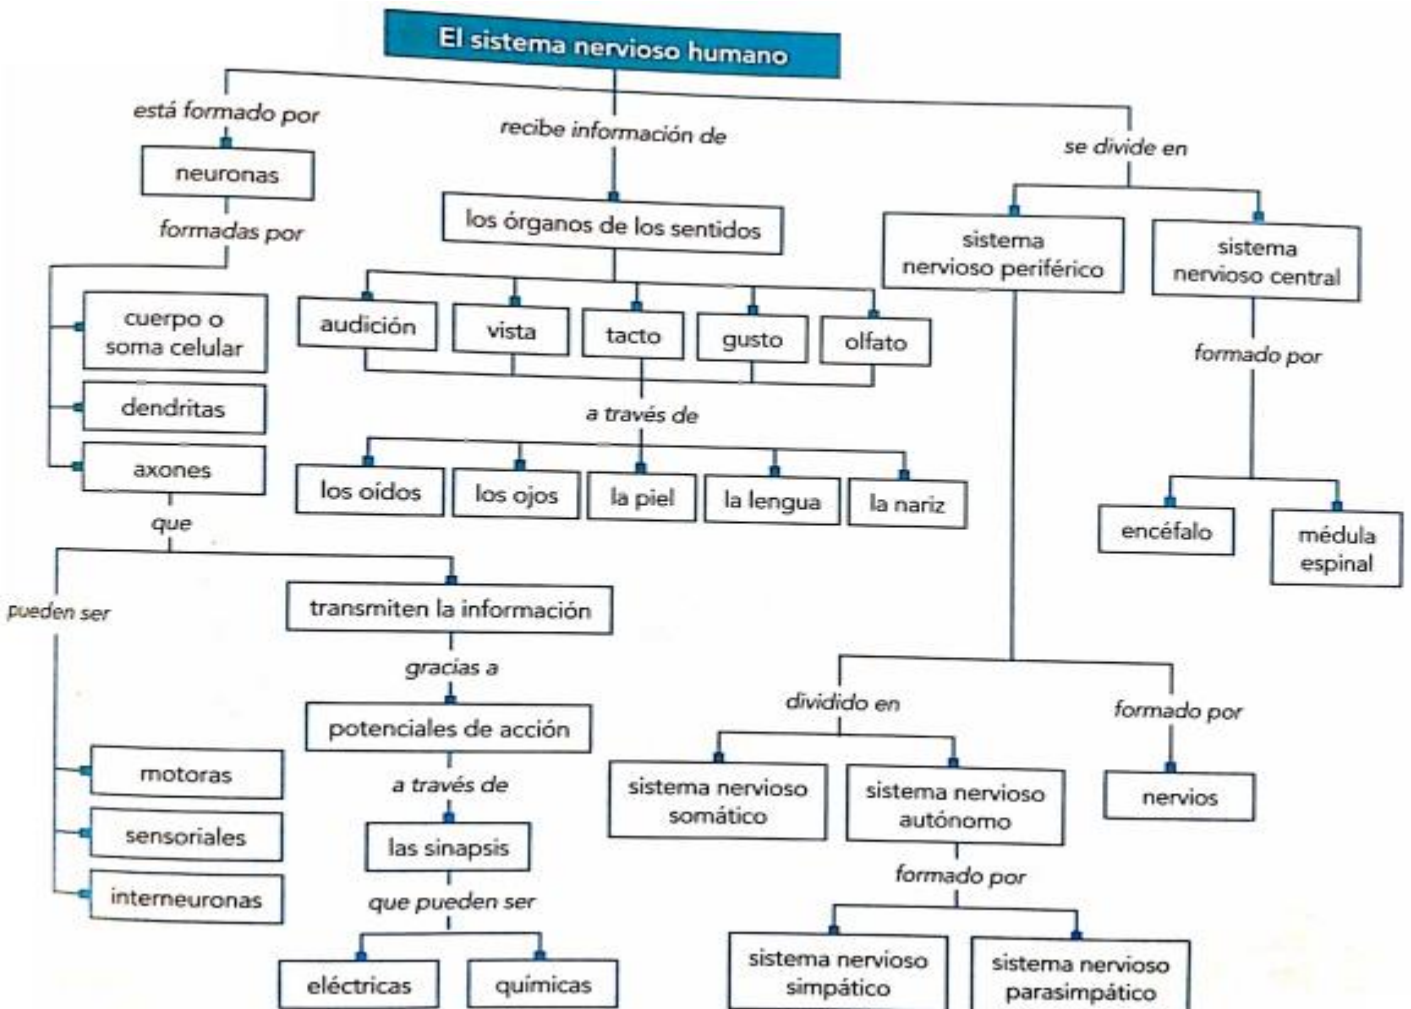 El sistema nervioso humano
está formado por
recibe información de
se divide en
neuronas
formadas por
los órganos de los sentidos
sistema
nervioso periférico
sistema
nervioso central
cuerpo o
soma celular
dendritas
axones
audición
vista
tacto
gusto
olfato
a través de
los oídos
los ojos
la piel
la lengua
la nariz
formado por
encéfalo
médula
espinal
que
pueden ser
motoras
sensoriales
interneuronas
transmiten la información
gracias a
potenciales de acción
a través de
las sinapsis
que pueden ser
eléctricas
químicas
dividido en
formado por
sistema nervioso
somático
sistema nervioso
autónomo
nervios
formado por
sistema nervioso
simpático
sistema nervioso
parasimpático